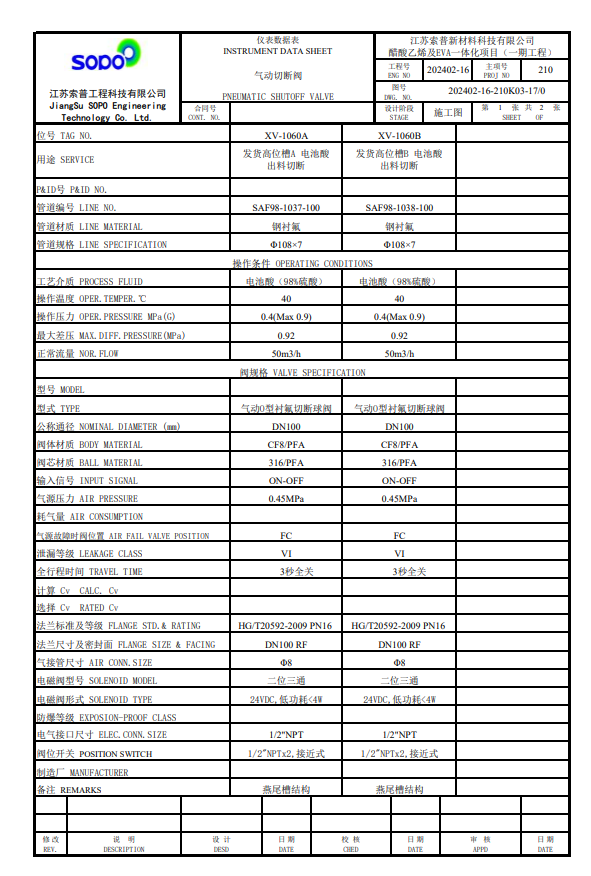 仪表数据表
INSTRUMENT DATA SHEET
气动切断阀
PNEUMATIC SHUTOFF VALVE
江苏索普新材料科技有限公司
醋酸乙烯及EVA一体化项目（一期工程）
SOPO
江苏索普工程科技有限公司
JiangSu SOPO Engineering
Technology Co. Ltd.
工程号 ENG NO 202402-16 主项号 PROJ NO 210
图号 DWG. NO. 202402-16-210K03-17/0
合同号 CONT. NO. 设计阶段 STAGE 施工图 第 1 张 共 2 张 SHEET OF
位号 TAG NO. XV-1060A XV-1060B
用途 SERVICE 发货高位槽A 电池酸出料切断 发货高位槽B 电池酸出料切断
P&ID号 P&ID NO.
管道编号 LINE NO. SAF98-1037-100 SAF98-1038-100
管道材质 LINE MATERIAL 钢衬氟 钢衬氟
管道规格 LINE SPECIFICATION Φ108×7 Φ108×7
操作条件 OPERATING CONDITIONS
工艺介质 PROCESS FLUID 电池酸（98%硫酸） 电池酸（98%硫酸）
操作温度 OPER.TEMPER.℃ 40 40
操作压力 OPER.PRESSURE MPa(G) 0.4(Max 0.9) 0.4(Max 0.9)
最大差压 MAX.DIFF.PRESSURE(MPa) 0.92 0.92
正常流量 NOR.FLOW 50m3/h 50m3/h
阀规格 VALVE SPECIFICATION
型号 MODEL
型式 TYPE 气动O型衬氟切断球阀 气动O型衬氟切断球阀
公称通径 NOMINAL DIAMETER (mm) DN100 DN100
阀体材质 BODY MATERIAL CF8/PFA CF8/PFA
阀芯材质 BALL MATERIAL 316/PFA 316/PFA
输入信号 INPUT SIGNAL ON-OFF ON-OFF
气源压力 AIR PRESSURE 0.45MPa 0.45MPa
耗气量 AIR CONSUMPTION
气源故障时阀位置 AIR FAIL VALVE POSITION FC FC
泄漏等级 LEAKAGE CLASS VI VI
全行程时间 TRAVEL TIME 3秒全关 3秒全关
计算 Cv CALC. Cv
选择 Cv RATED Cv
法兰标准及等级 FLANGE STD.& RATING HG/T20592-2009 PN16 HG/T20592-2009 PN16
法兰尺寸及密封面 FLANGE SIZE & FACING DN100 RF DN100 RF
气接管尺寸 AIR CONN.SIZE Φ8 Φ8
电磁阀型号 SOLENOID MODEL 二位三通 二位三通
电磁阀形式 SOLENOID TYPE 24VDC,低功耗<4W 24VDC,低功耗<4W
防爆等级 EXPOSION-PROOF CLASS
电气接口尺寸 ELEC.CONN.SIZE 1/2"NPT 1/2"NPT
阀位开关 POSITION SWITCH 1/2"NPTx2,接近式 1/2"NPTx2,接近式
制造厂 MANUFACTURER
备注 REMARKS 燕尾槽结构 燕尾槽结构
修改 说 明 设 计 日期 校 核 日期 审 核 日期
REV. DESCRIPTION DESD DATE CHED DATE APPD DATE